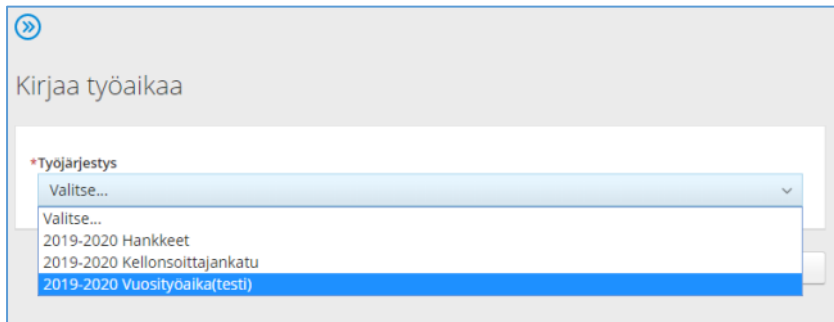 Kirjaa työaikaa
*Työjärjestys
Valitse...
Valitse...
2019-2020 Hankkeet
2019-2020 Kellonsoittajankatu
2019-2020 Vuosityöaika(testi)